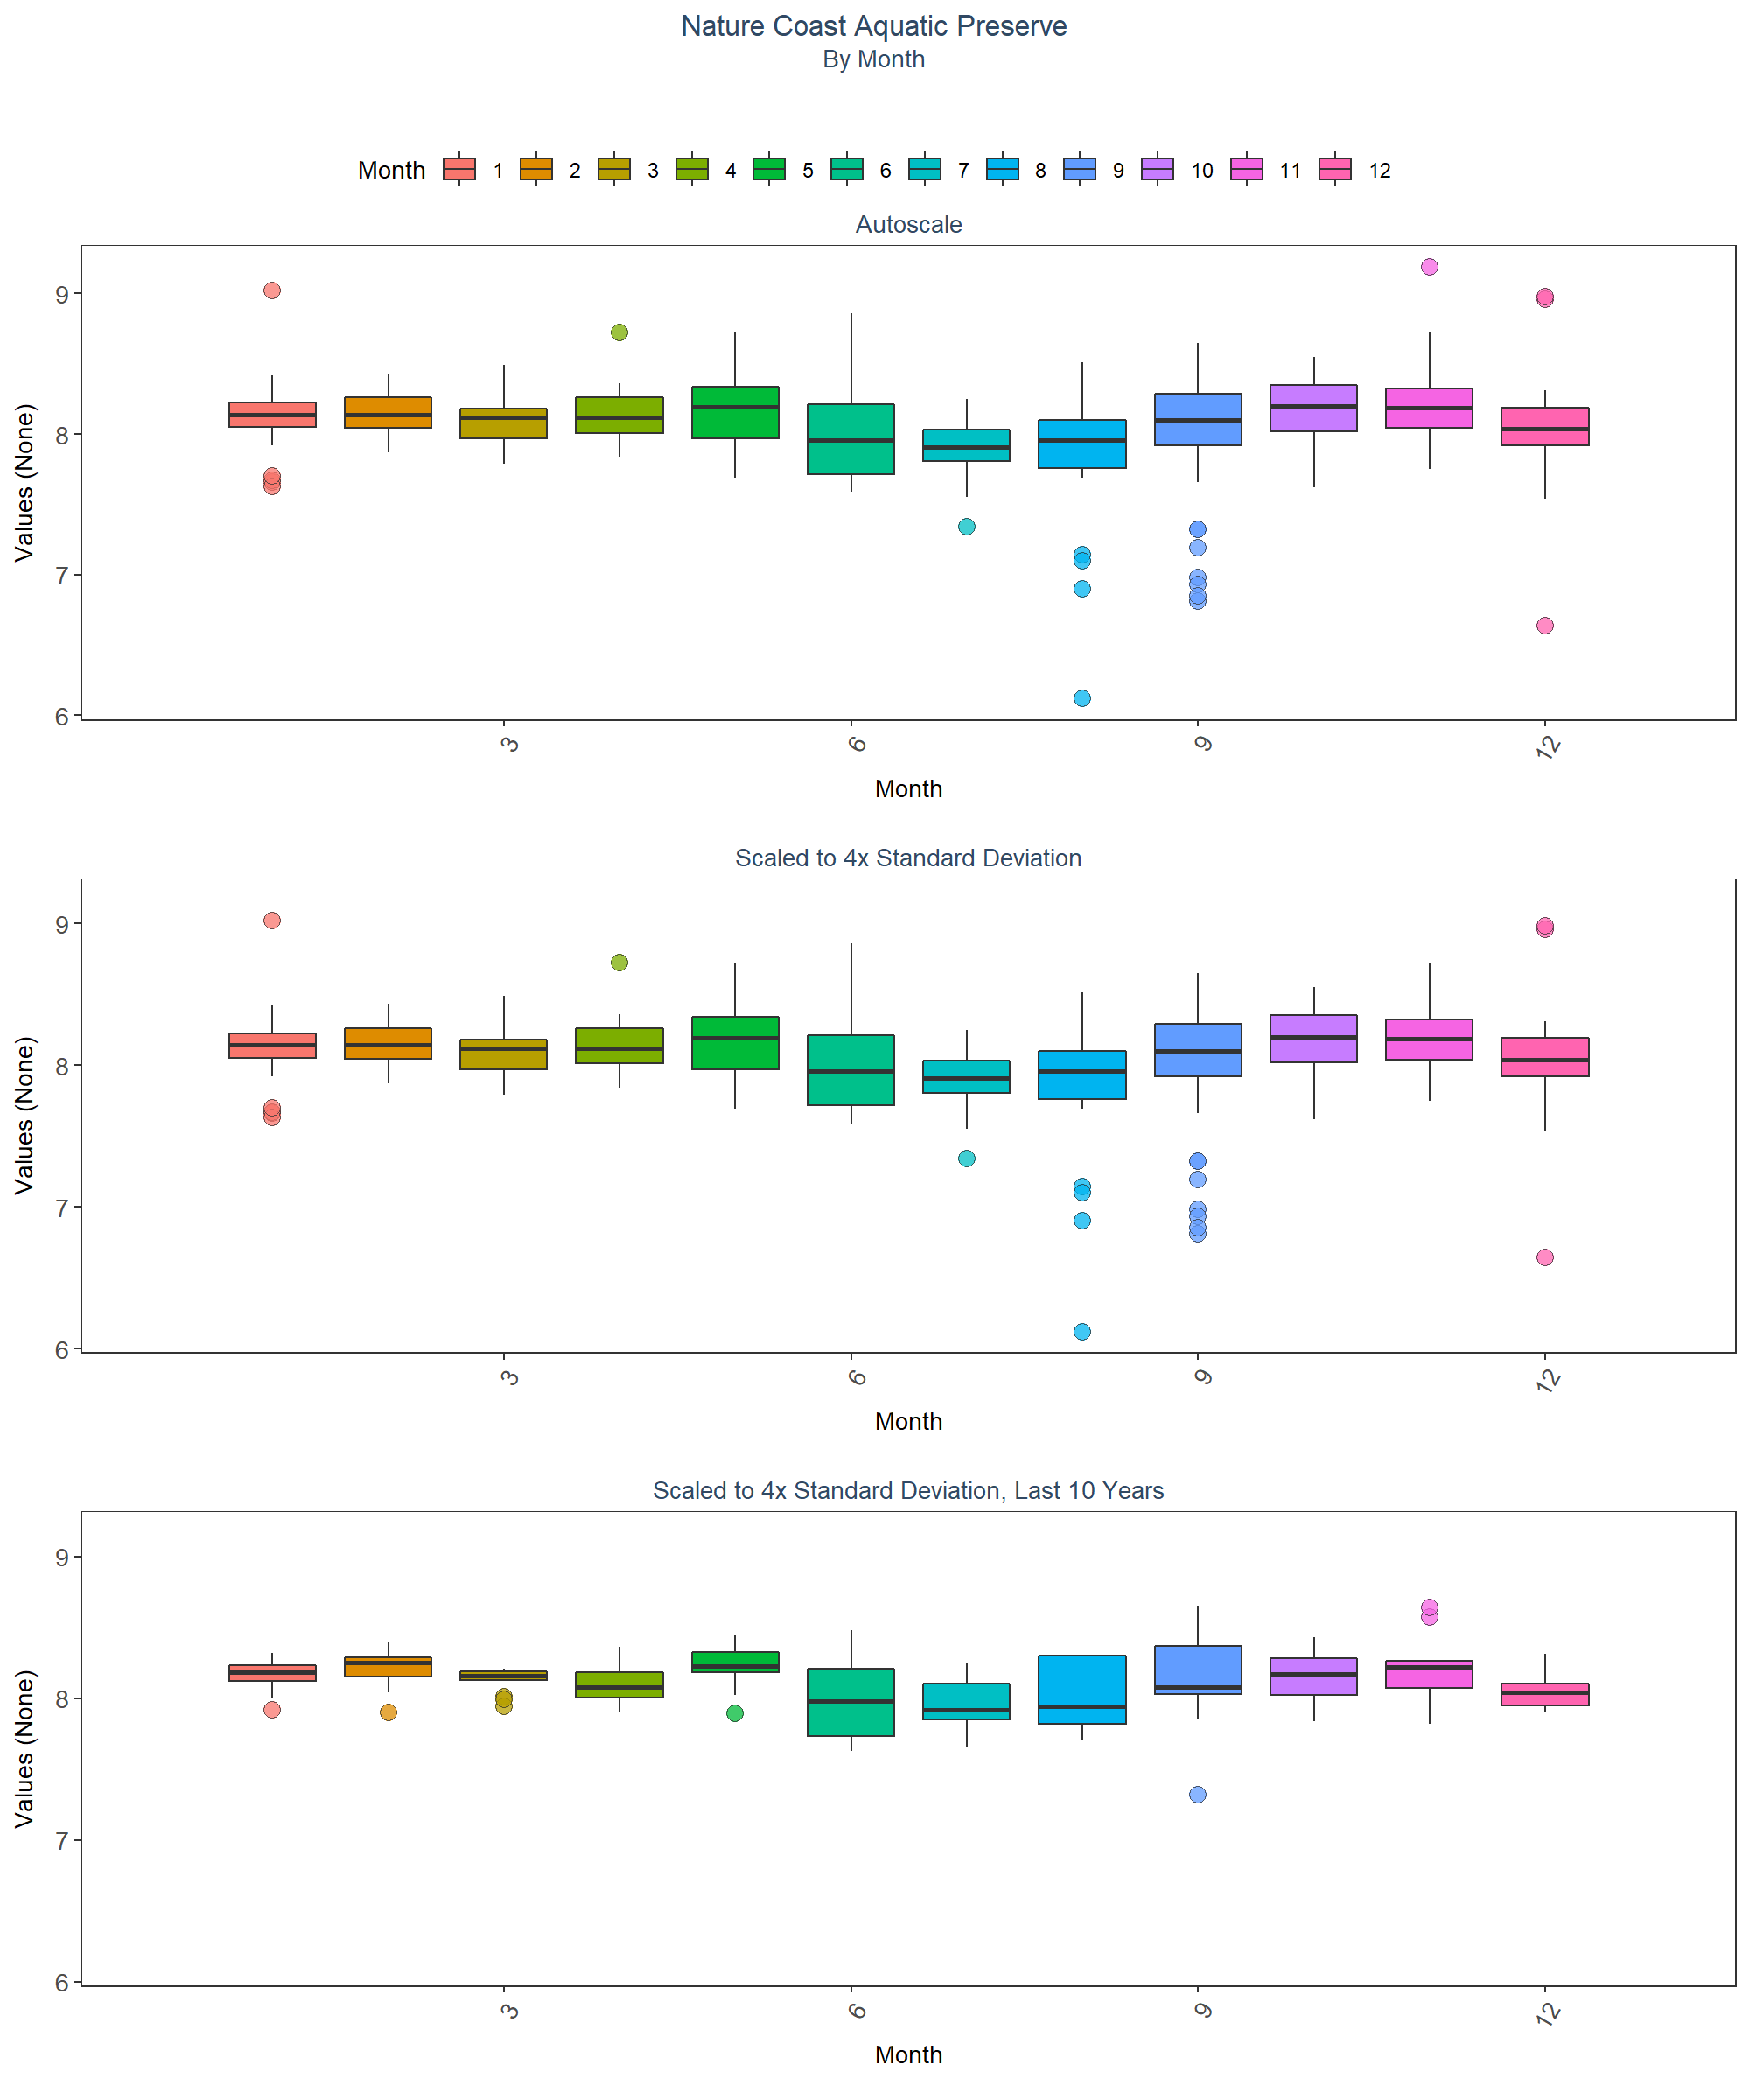 Nature Coast Aquatic Preserve
By Month
Month 1 2 3 4 5 6 7 8 9 10 11 12
Autoscale
Values (None)
9
8
7
6
3 6 9 12
Month
Scaled to 4x Standard Deviation
Values (None)
9
8
7
6
3 6 9 12
Month
Scaled to 4x Standard Deviation, Last 10 Years
Values (None)
9
8
7
6
3 6 9 12
Month